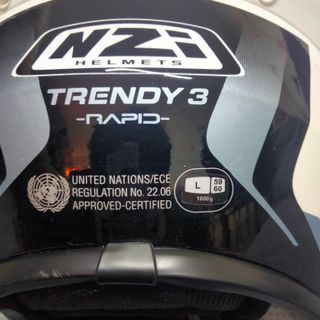 NZi
HELMETS
TRENDY 3
-RAPID-
UNITED NATIONS/ECE
REGULATION No. 22.06
APPROVED-CERTIFIED
L 59 60
1600g